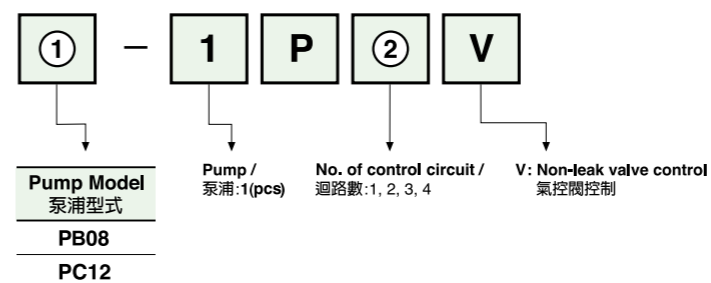 ① — 1 P ② V
Pump Model
泵浦型式
PB08
PC12
Pump /
泵浦:1(pcs)
No. of control circuit /
迴路數:1, 2, 3, 4
V: Non-leak valve control
氣控閥控制